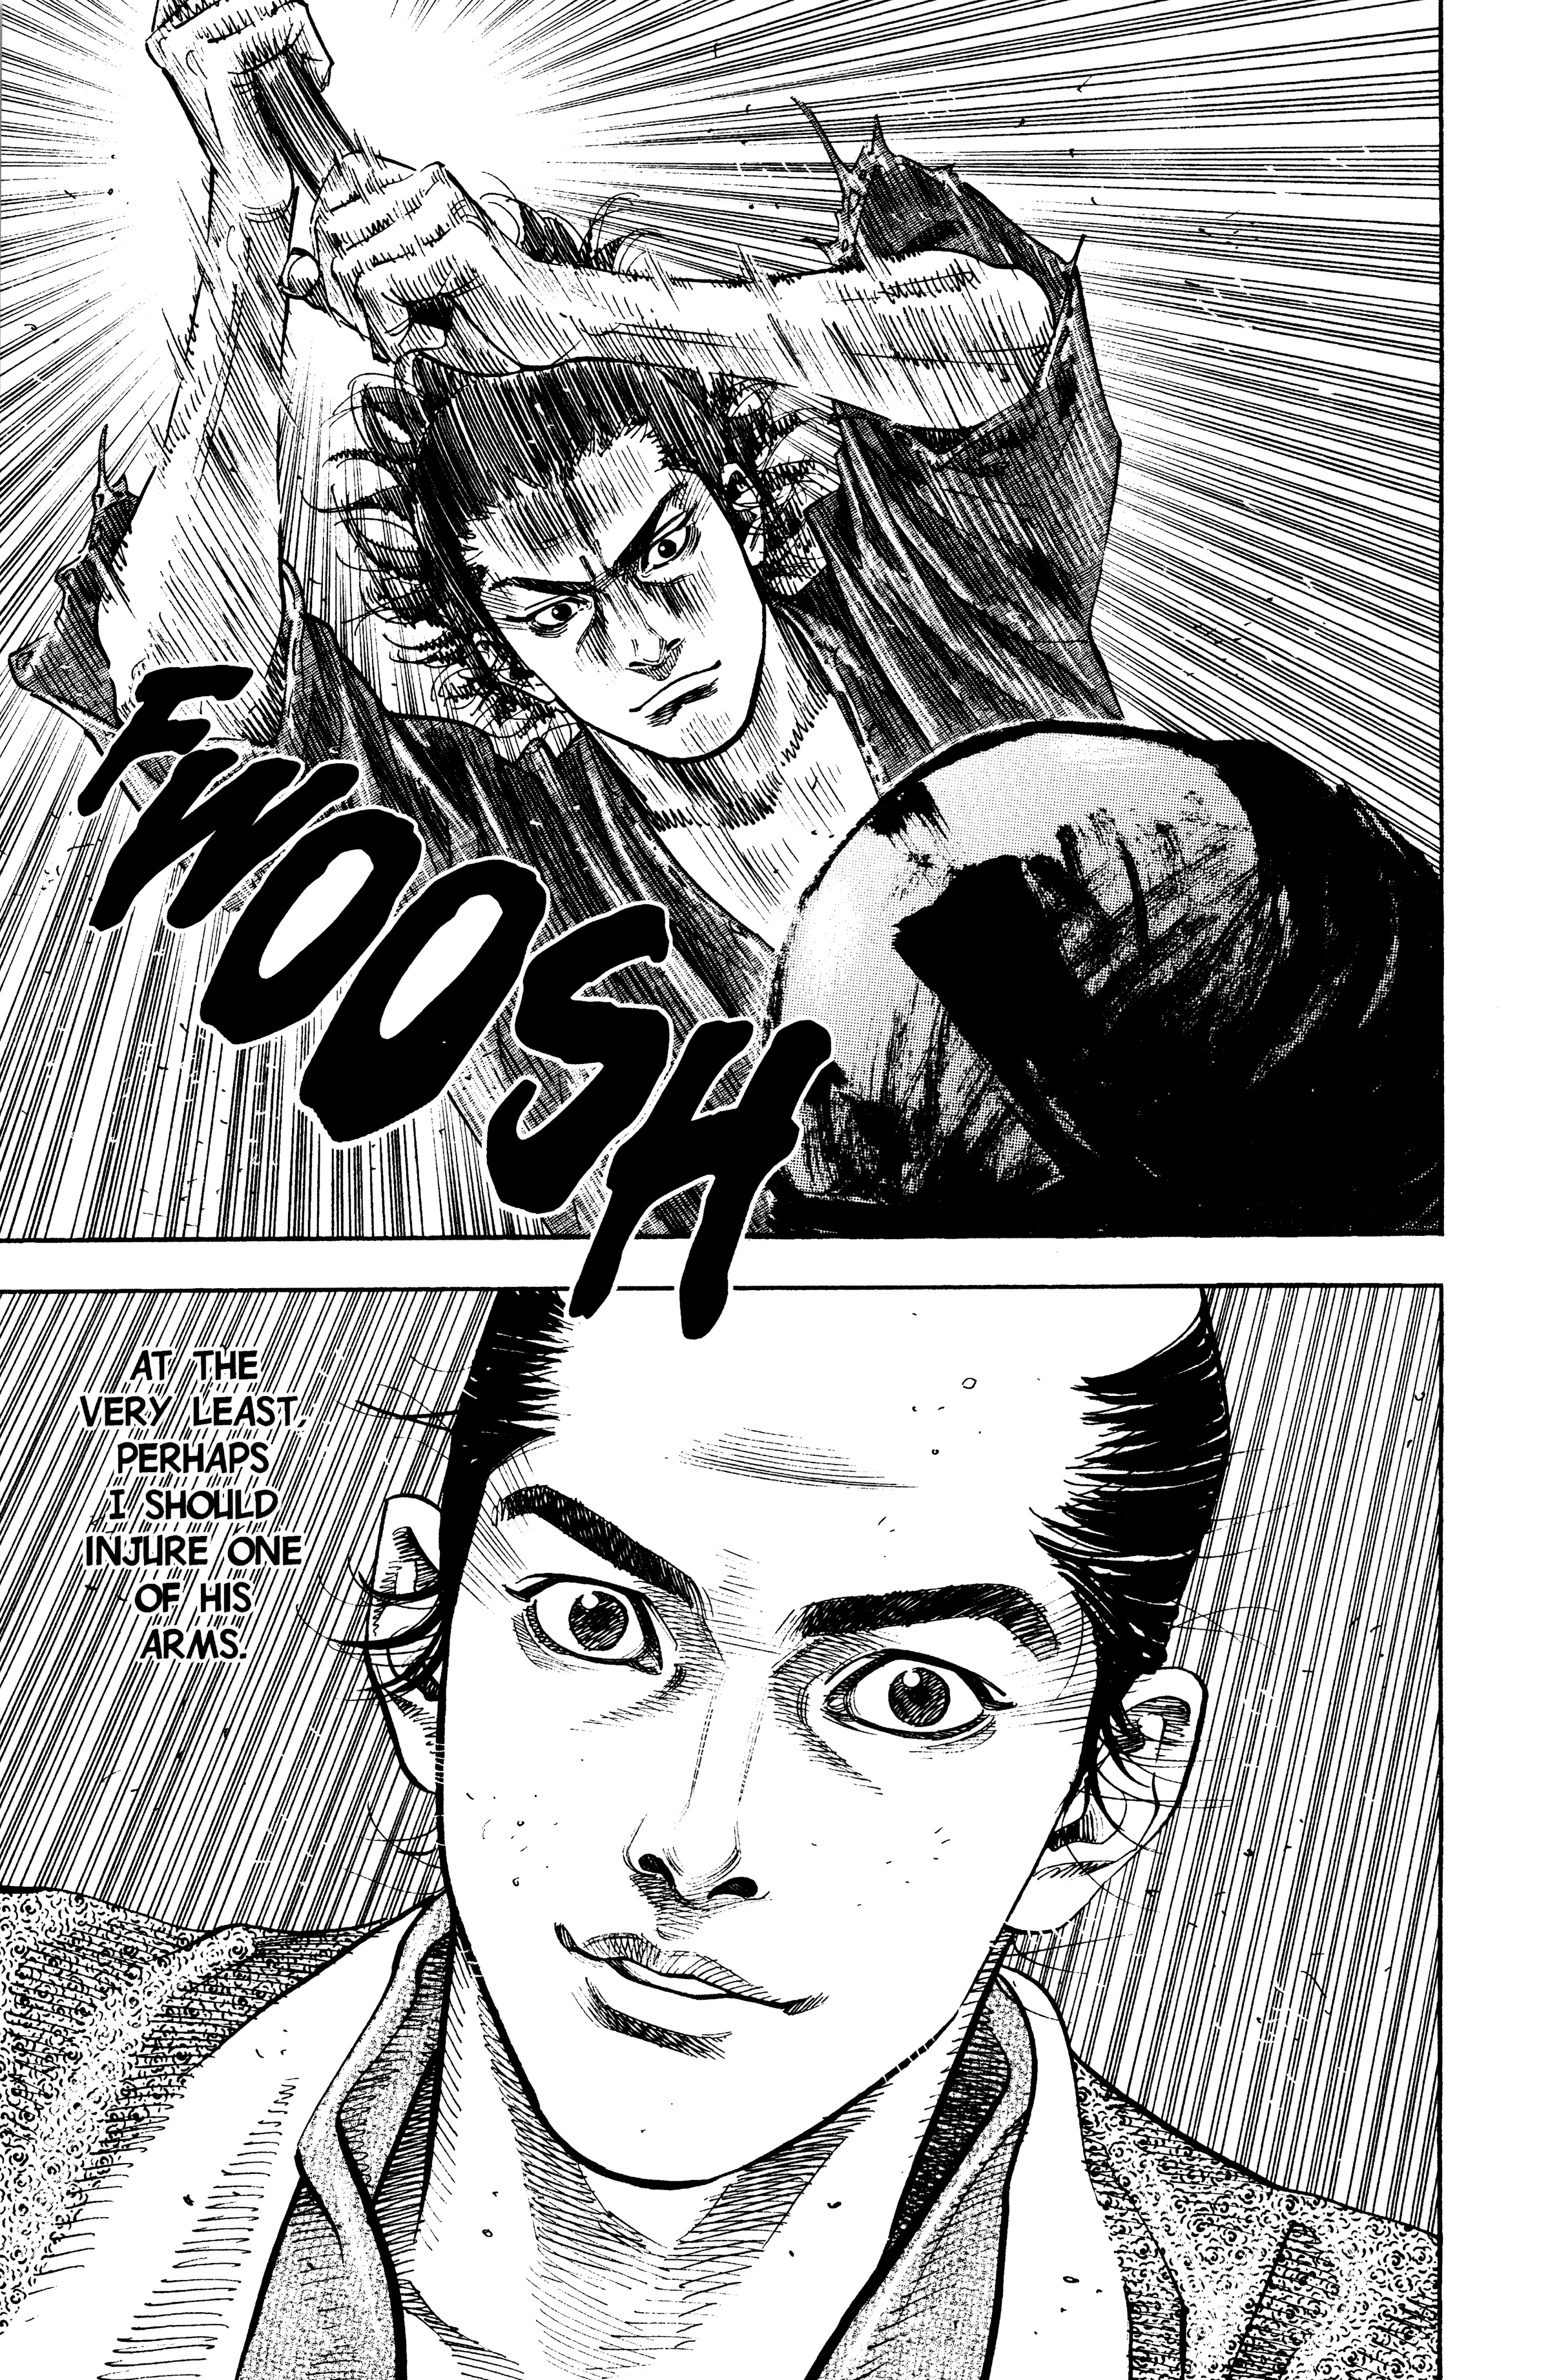 FWOOSH
AT THE
VERY LEAST,
PERHAPS
I SHOULD
INJURE ONE
OF HIS
ARMS.